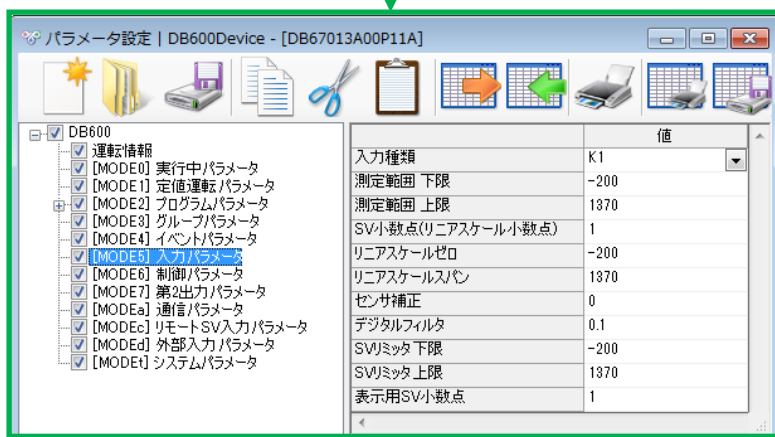 パラメータ設定 | DB600Device - [DB67013A00P11A]
DB600
運転情報
[MODE0] 実行中パラメータ
[MODE1] 定値運転パラメータ
[MODE2] プログラムパラメータ
[MODE3] グループパラメータ
[MODE4] イベントパラメータ
[MODE5] 入力パラメータ
[MODE6] 制御パラメータ
[MODE7] 第2出力パラメータ
[MODEa] 通信パラメータ
[MODEc] リモートSV入力パラメータ
[MODEd] 外部入力パラメータ
[MODEt] システムパラメータ
値
入力種類 K1
測定範囲 下限 -200
測定範囲 上限 1370
SV小数点(リニアスケール小数点) 1
リニアスケールゼロ -200
リニアスケールスパン 1370
センサ補正 0
デジタルフィルタ 0.1
SVリミッタ下限 -200
SVリミッタ上限 1370
表示用SV小数点 1